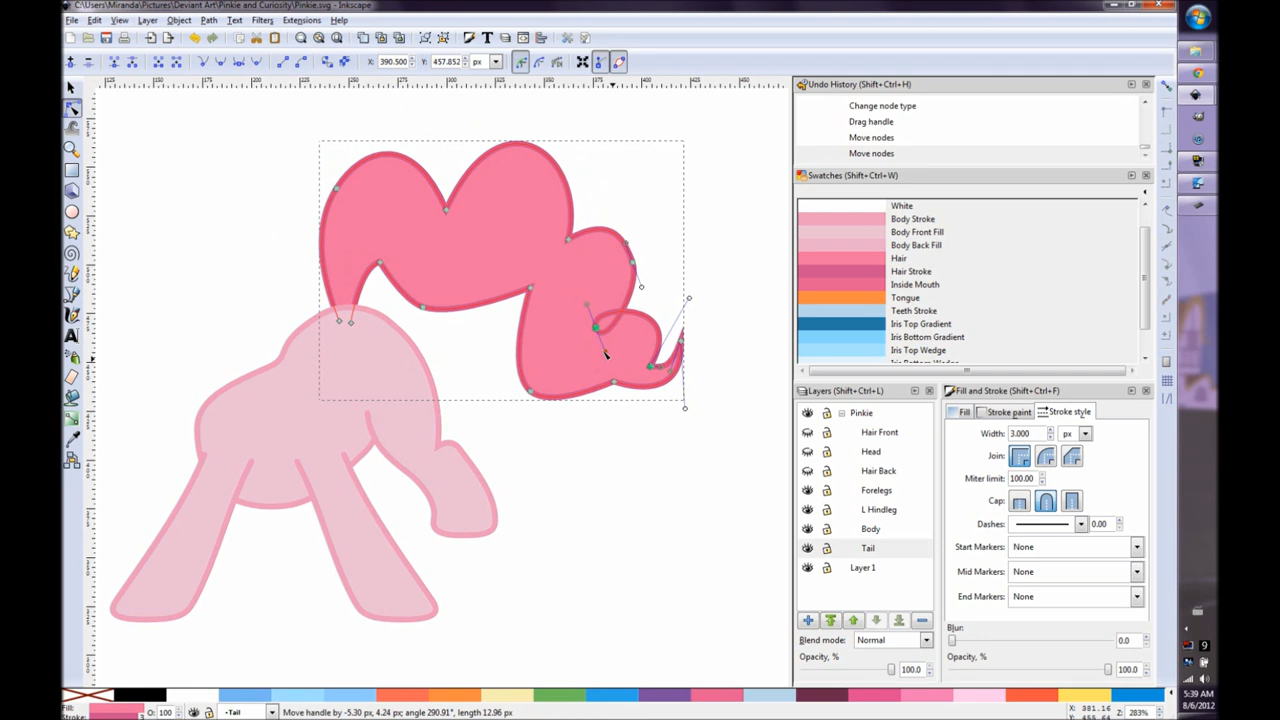 C:\Users\Miranda\Pictures\Deviant Art\Pinkie and Curiosity\Pinkie.svg - Inkscape
File Edit View Layer Object Path Text Filters Extensions Help
X: 390.500 Y: 457.852 px
Undo History (Shift+Ctrl+H)
Change node type
Drag handle
Move nodes
Move nodes
Swatches (Shift+Ctrl+W)
White
Body Stroke
Body Front Fill
Body Back Fill
Hair
Hair Stroke
Inside Mouth
Tongue
Teeth Stroke
Iris Top Gradient
Iris Bottom Gradient
Iris Top Wedge
Layers (Shift+Ctrl+L)
Pinkie
Hair Front
Head
Hair Back
Forelegs
L Hindleg
Body
Tail
Layer 1
Blend mode: Normal
Opacity, %
100.0
Fill and Stroke (Shift+Ctrl+F)
Fill Stroke paint Stroke style
Width: 3.000 px
Join:
Miter limit: 100.00
Cap:
Dashes: 0.00
Start Markers: None
Mid Markers: None
End Markers: None
Blur:
0.0
Opacity, %
100.0
Fill:
Stroke: 3
O: 100
•Tail
Move handle by -5.30 px, 4.24 px; angle 290.91°, length 12.96 px
X: 381.16
Z: 283%
9
5:39 AM
8/6/2012